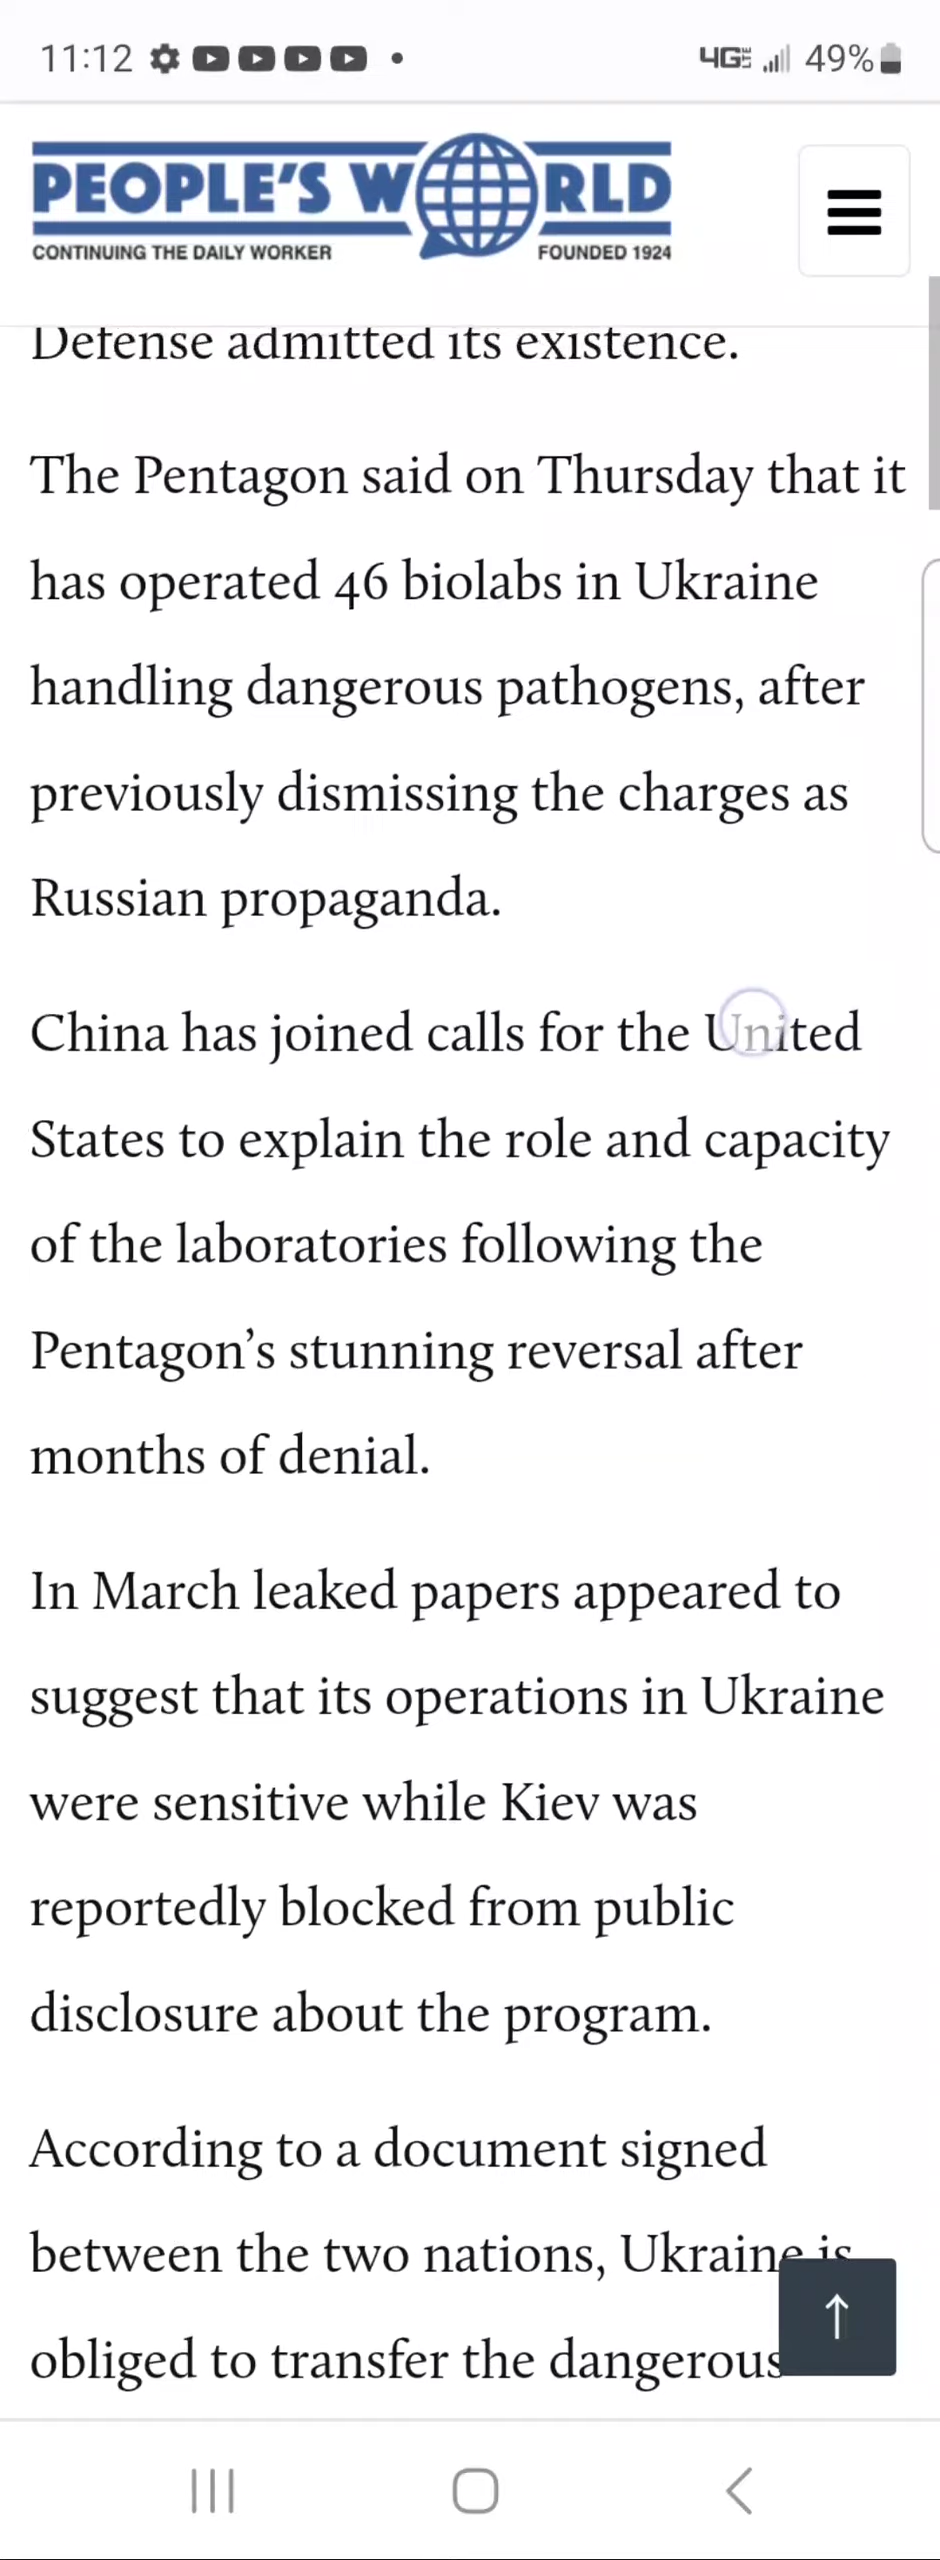 11:12
4G LTE 49%
PEOPLE'S WORLD
CONTINUING THE DAILY WORKER FOUNDED 1924
Defense admitted its existence.
The Pentagon said on Thursday that it
has operated 46 biolabs in Ukraine
handling dangerous pathogens, after
previously dismissing the charges as
Russian propaganda.
China has joined calls for the United
States to explain the role and capacity
of the laboratories following the
Pentagon’s stunning reversal after
months of denial.
In March leaked papers appeared to
suggest that its operations in Ukraine
were sensitive while Kiev was
reportedly blocked from public
disclosure about the program.
According to a document signed
between the two nations, Ukraine is
obliged to transfer the dangerous